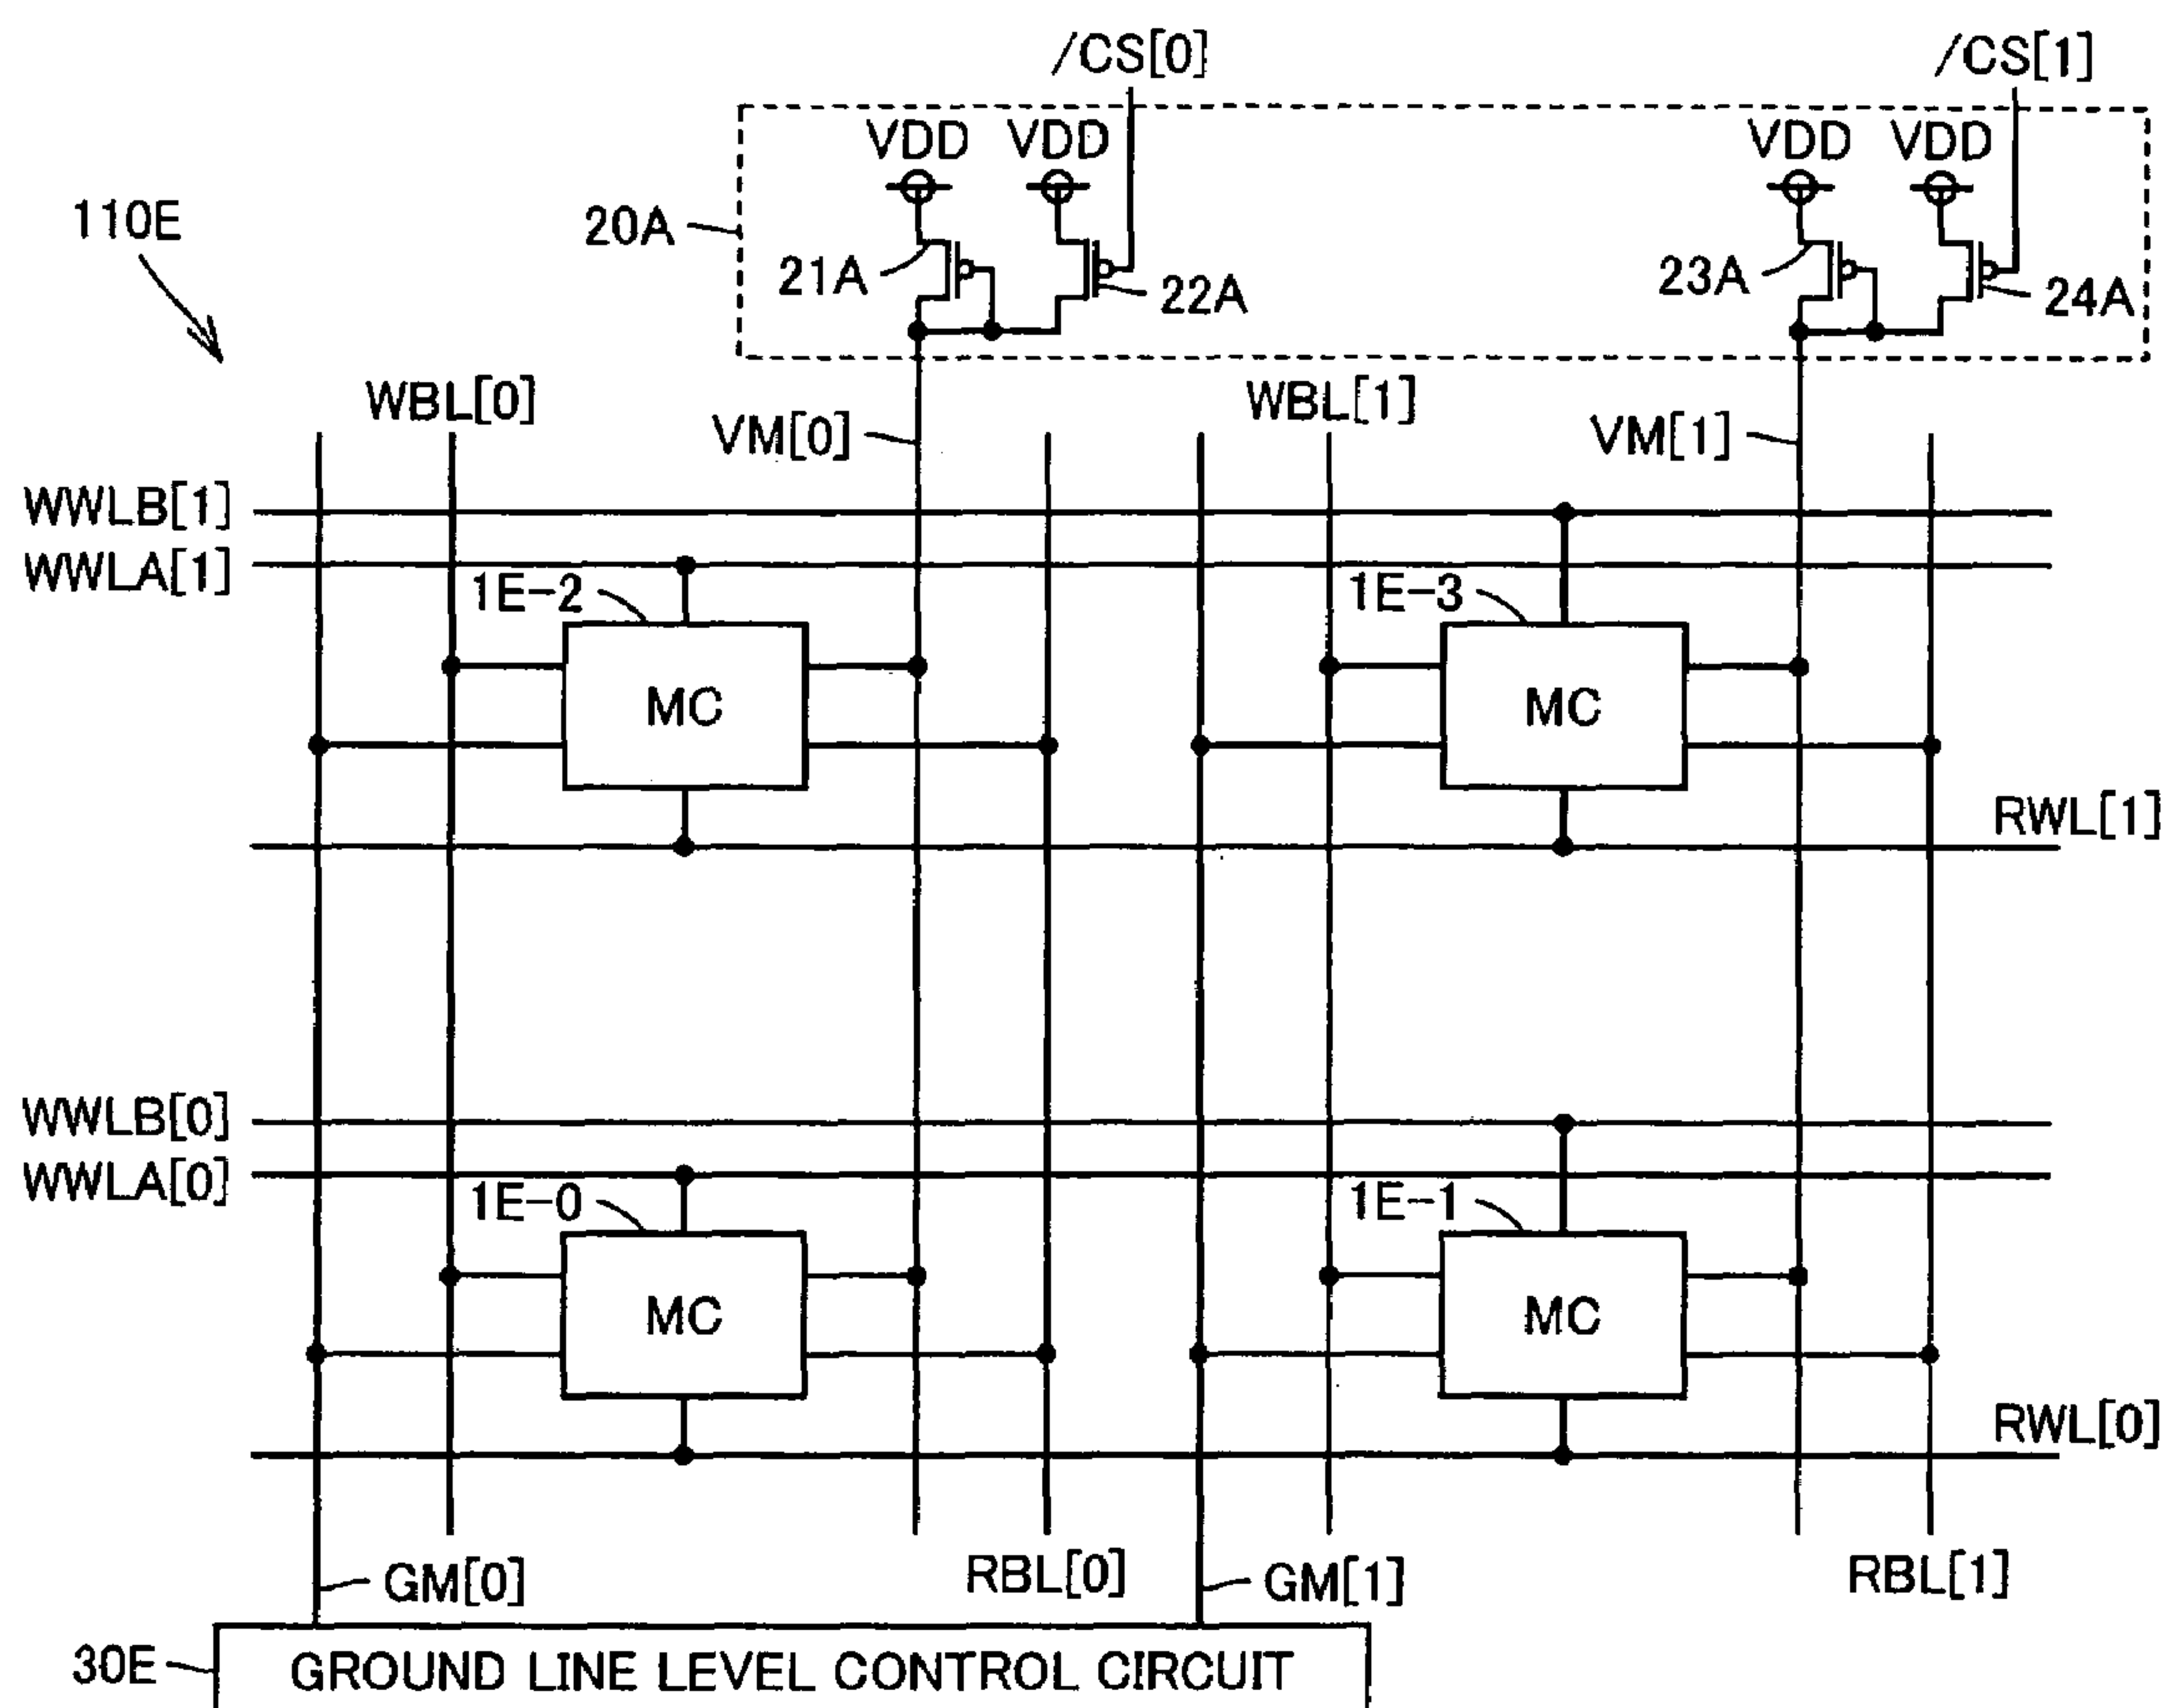 /CS[0] /CS[1]
VDD VDD VDD VDD
110E
20A
21A 22A 23A 24A
WBL[0] WBL[1]
VM[0] VM[1]
WWLB[1]
WWLA[1]
1E-2 1E-3
MC MC
RWL[1]
WWLB[0]
WWLA[0]
1E-0 1E-1
MC MC
RWL[0]
GM[0] RBL[0] GM[1] RBL[1]
30E GROUND LINE LEVEL CONTROL CIRCUIT